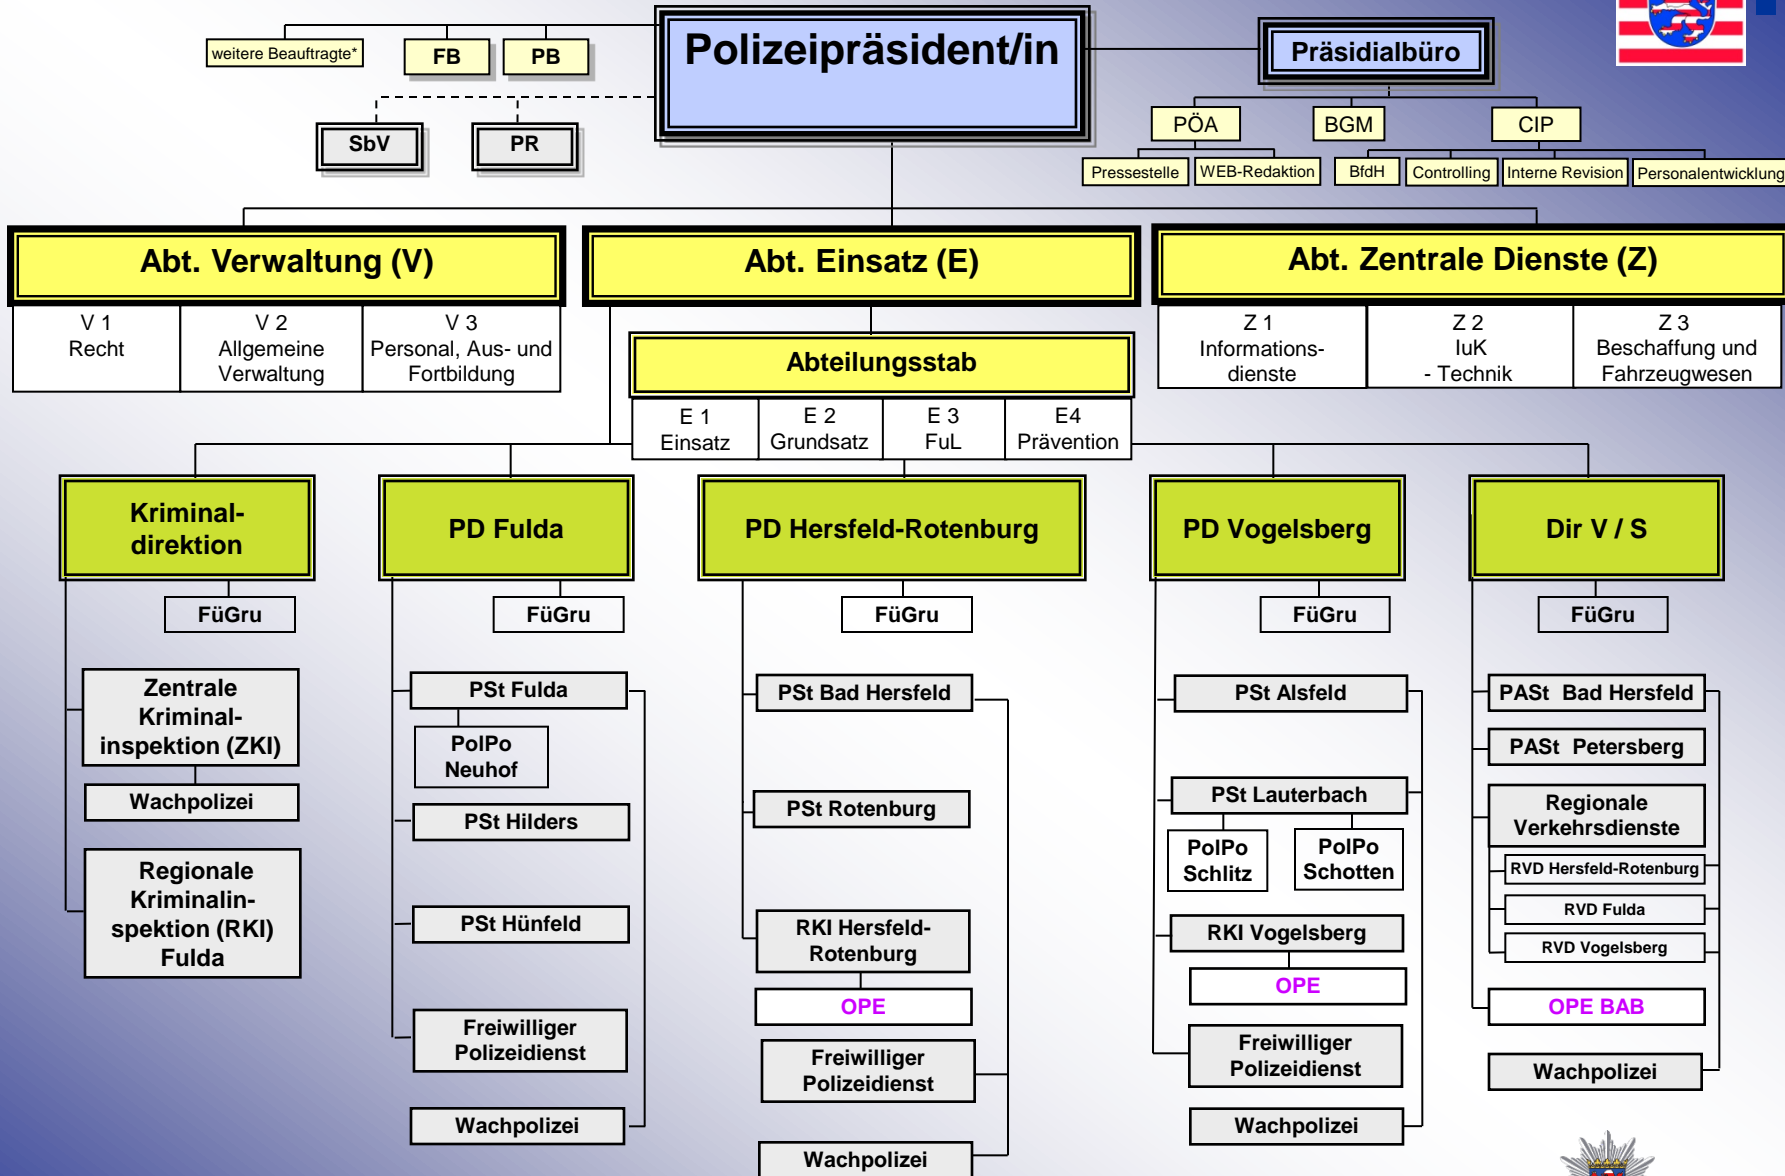 Polizeipräsident/in
Präsidialbüro
weitere Beauftragte*
FB
PB
SbV
PR
PÖA
BGM
CIP
Pressestelle
WEB-Redaktion
BfdH
Controlling
Interne Revision
Personalentwicklung
Abt. Verwaltung (V)
Abt. Einsatz (E)
Abt. Zentrale Dienste (Z)
V 1
Recht
V 2
Allgemeine
Verwaltung
V 3
Personal, Aus- und
Fortbildung
Abteilungsstab
E 1
Einsatz
E 2
Grundsatz
E 3
FuL
E4
Prävention
Z 1
Informations-
dienste
Z 2
IuK
- Technik
Z 3
Beschaffung und
Fahrzeugwesen
Kriminal-
direktion
FüGru
Zentrale
Kriminal-
inspektion (ZKI)
Wachpolizei
Regionale
Kriminalin-
spektion (RKI)
Fulda
PD Fulda
FüGru
PSt Fulda
PolPo
Neuhof
PSt Hilders
PSt Hünfeld
Freiwilliger
Polizeidienst
Wachpolizei
PD Hersfeld-Rotenburg
FüGru
PSt Bad Hersfeld
PSt Rotenburg
RKI Hersfeld-
Rotenburg
OPE
Freiwilliger
Polizeidienst
Wachpolizei
PD Vogelsberg
FüGru
PSt Alsfeld
PSt Lauterbach
PolPo
Schlitz
PolPo
Schotten
RKI Vogelsberg
OPE
Freiwilliger
Polizeidienst
Wachpolizei
Dir V / S
FüGru
PASt  Bad Hersfeld
PASt  Petersberg
Regionale
Verkehrsdienste
RVD Hersfeld-Rotenburg
RVD Fulda
RVD Vogelsberg
OPE BAB
Wachpolizei